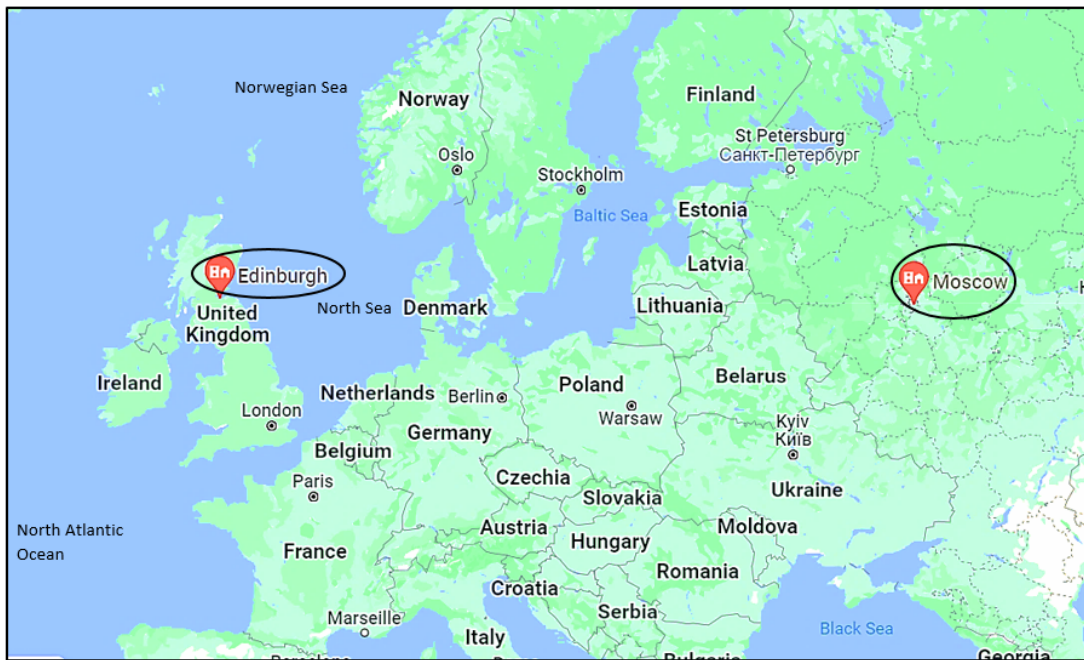 Norwegian Sea
Norway
Finland
St Petersburg
Санкт-Петербург
Oslo
Stockholm
Baltic Sea
Estonia
Edinburgh
Latvia
Moscow
United
Kingdom
North Sea
Denmark
Lithuania
Ireland
Netherlands
Berlin
Poland
Belarus
London
Warsaw
Germany
Kyiv
Київ
Belgium
Paris
Czechia
Slovakia
Ukraine
North Atlantic
Ocean
France
Austria
Hungary
Moldova
Romania
Croatia
Marseille
Serbia
Italy
Black Sea
Georgia